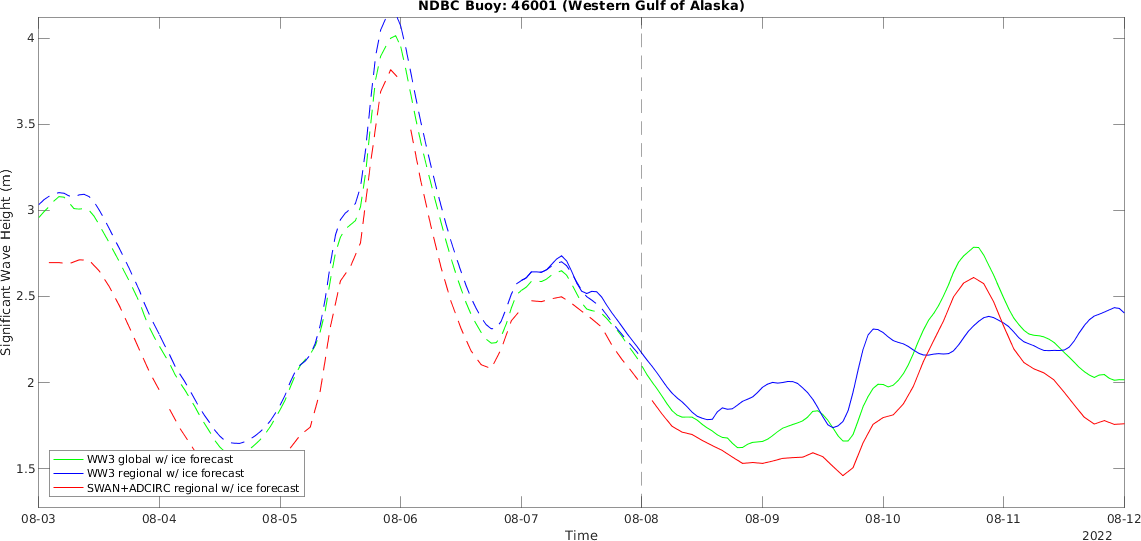 NDBC Buoy: 46001 (Western Gulf of Alaska)
4
3.5
3
2.5
2
1.5
Significant Wave Height (m)
WW3 global w/ ice forecast
WW3 regional w/ ice forecast
SWAN+ADCIRC regional w/ ice forecast
08-03 08-04 08-05 08-06 08-07 08-08 08-09 08-10 08-11 08-12
Time
2022